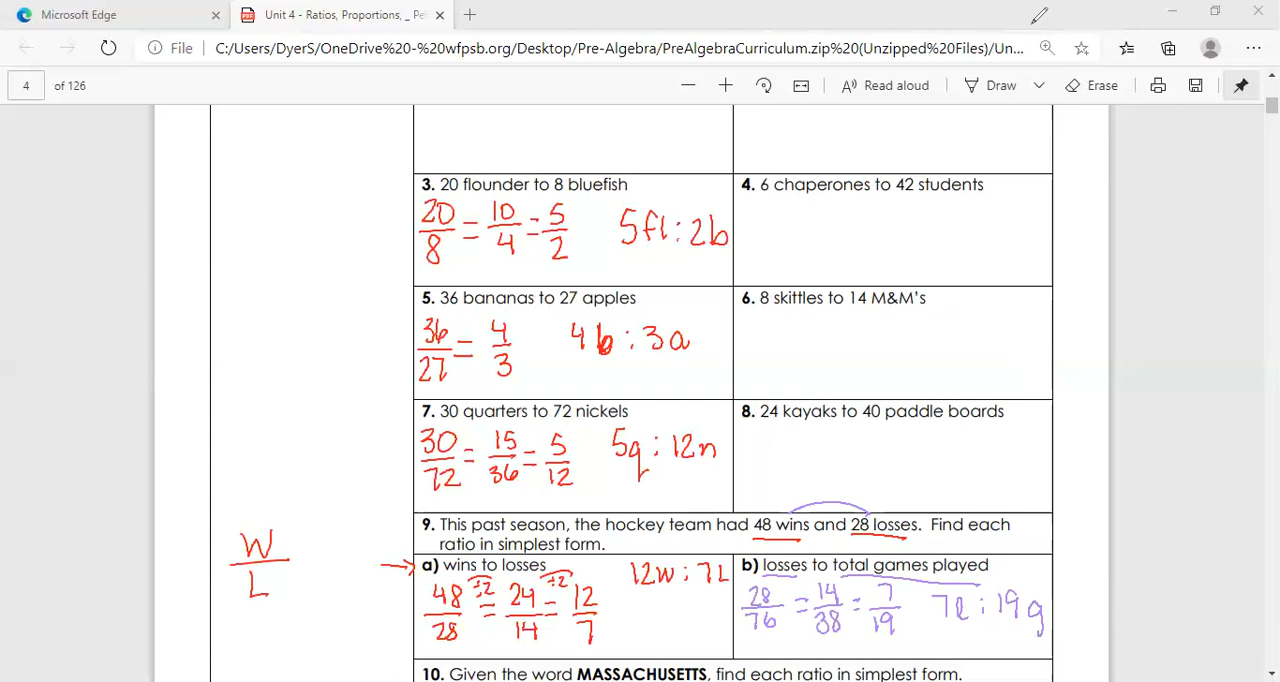 Microsoft Edge
Unit 4 - Ratios, Proportions, _ Pe
File
C:/Users/DyerS/OneDrive%20-%20wfpsb.org/Desktop/Pre-Algebra/PreAlgebraCurriculum.zip%20(Unzipped%20Files)/Un...
4 of 126
Read aloud
Draw
Erase
3. 20 flounder to 8 bluefish
20/8 = 10/4 = 5/2 5fl : 2b
4. 6 chaperones to 42 students
5. 36 bananas to 27 apples
36/27 = 4/3 4b : 3a
6. 8 skittles to 14 M&M's
7. 30 quarters to 72 nickels
30/72 = 15/36 = 5/12 5q : 12n
8. 24 kayaks to 40 paddle boards
9. This past season, the hockey team had 48 wins and 28 losses. Find each
ratio in simplest form.
W/L
a) wins to losses 12w : 7L
÷2 ÷2
48/28 = 24/14 = 12/7
b) losses to total games played
28/76 = 14/38 = 7/19 7l : 19g
10. Given the word MASSACHUSETTS, find each ratio in simplest form.